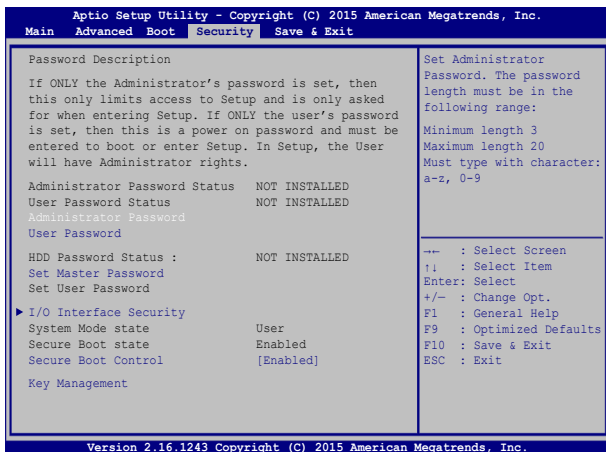 Aptio Setup Utility - Copyright (C) 2015 American Megatrends, Inc.
Main Advanced Boot Security Save & Exit
Password Description
If ONLY the Administrator's password is set, then
this only limits access to Setup and is only asked
for when entering Setup. If ONLY the user's password
is set, then this is a power on password and must be
entered to boot or enter Setup. In Setup, the User
will have Administrator rights.
Administrator Password Status NOT INSTALLED
User Password Status NOT INSTALLED
Administrator Password
User Password
HDD Password Status : NOT INSTALLED
Set Master Password
Set User Password
I/O Interface Security
System Mode state User
Secure Boot state Enabled
Secure Boot Control [Enabled]
Key Management
Set Administrator
Password. The password
length must be in the
following range:
Minimum length 3
Maximum length 20
Must type with character:
a-z, 0-9
→← : Select Screen
↑↓ : Select Item
Enter: Select
+/— : Change Opt.
F1 : General Help
F9 : Optimized Defaults
F10 : Save & Exit
ESC : Exit
Version 2.16.1243 Copyright (C) 2015 American Megatrends, Inc.